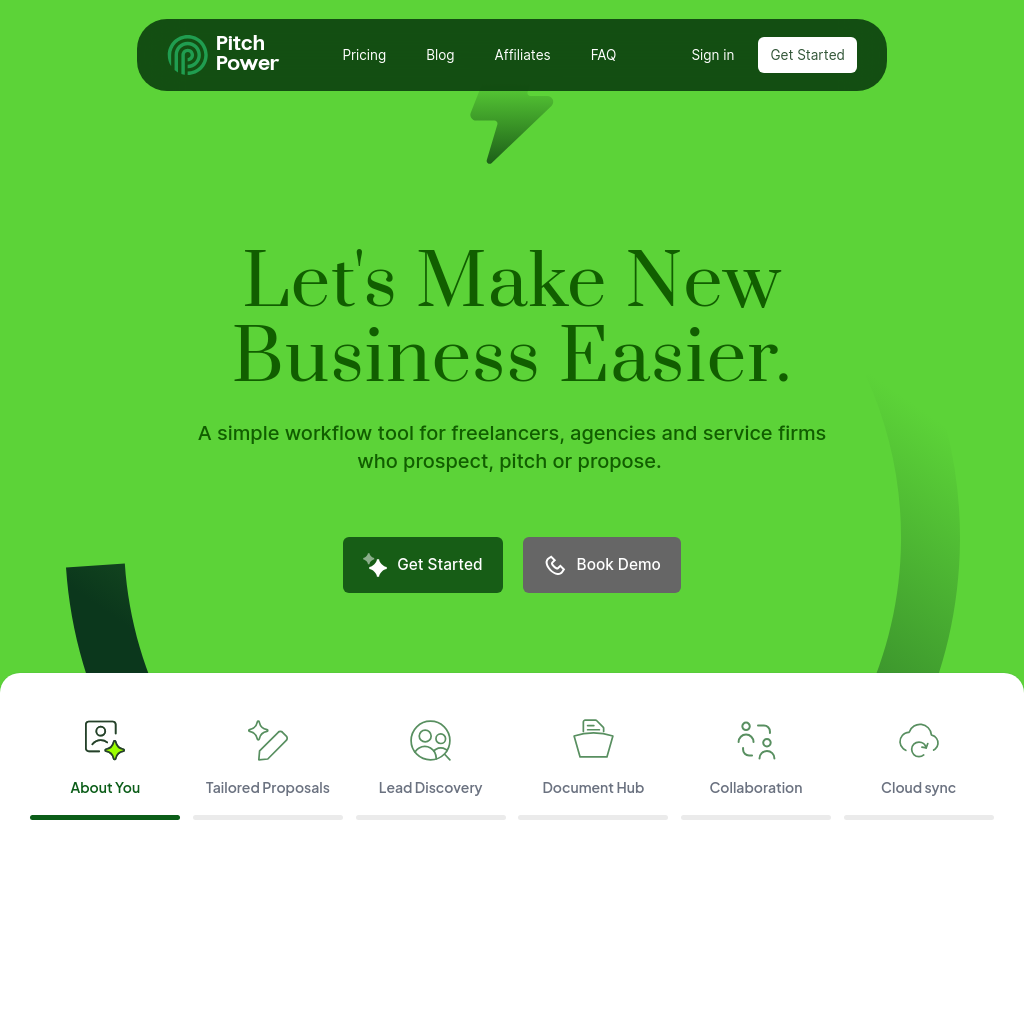 Pitch
Power
Pricing
Blog
Affiliates
FAQ
Sign in
Get Started
Let's Make New
Business Easier.
A simple workflow tool for freelancers, agencies and service firms
who prospect, pitch or propose.
Get Started
Book Demo
About You
Tailored Proposals
Lead Discovery
Document Hub
Collaboration
Cloud sync